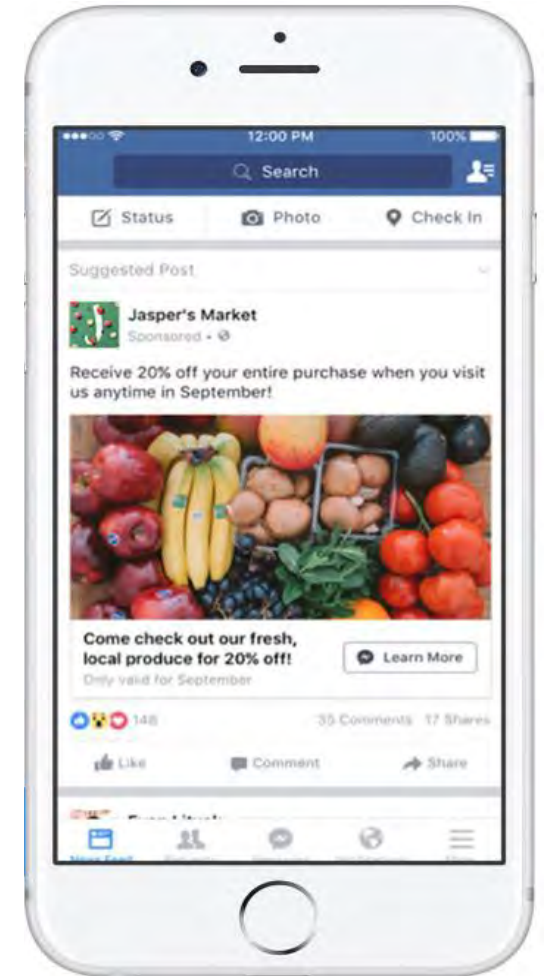 12:00 PM
100%
Search
Status
Photo
Check In
Suggested Post
Jasper's Market
Sponsored •
Receive 20% off your entire purchase when you visit
us anytime in September!
Come check out our fresh,
local produce for 20% off!
Learn More
Only valid for September
148
35 Comments
17 Shares
Like
Comment
Share
News Feed